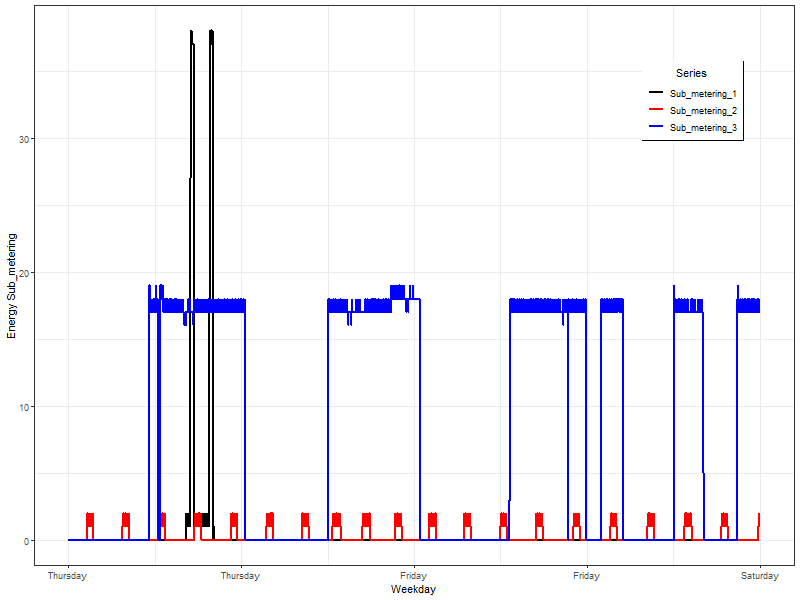 Series
Sub_metering_1
Sub_metering_2
Sub_metering_3
30
20
10
0
Energy Sub_metering
Thursday Thursday Friday Friday Saturday
Weekday